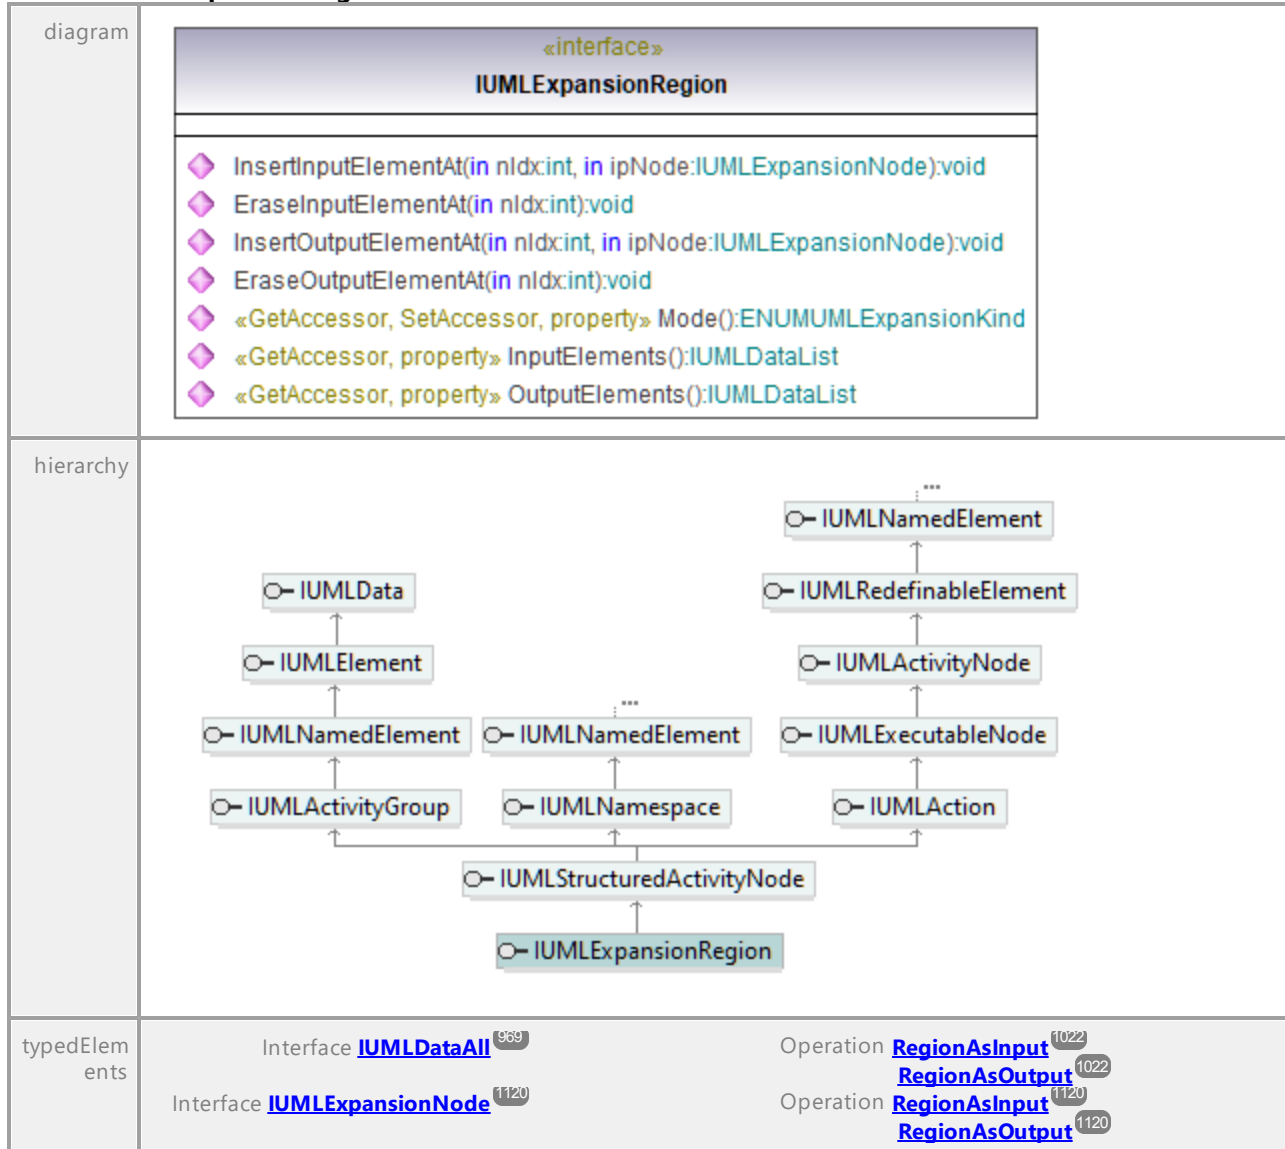 diagram
«interface»
IUMLExpansionRegion
InsertInputElementAt(in nIdx:int, in ipNode:IUMLExpansionNode):void
EraseInputElementAt(in nIdx:int):void
InsertOutputElementAt(in nIdx:int, in ipNode:IUMLExpansionNode):void
EraseOutputElementAt(in nIdx:int):void
«GetAccessor, SetAccessor, property» Mode():ENUMUMLExpansionKind
«GetAccessor, property» InputElements():IUMLDataList
«GetAccessor, property» OutputElements():IUMLDataList
hierarchy
...
IUMLNamedElement
IUMLData
IUMLRedefinableElement
IUMLElement
IUMLActivityNode
...
IUMLNamedElement
IUMLNamedElement
IUMLExecutableNode
IUMLActivityGroup
IUMLNamespace
IUMLAction
IUMLStructuredActivityNode
IUMLExpansionRegion
typedElem
ents
Interface IUMLDataAll 969
Operation RegionAsInput 1022
RegionAsOutput 1022
Interface IUMLExpansionNode 1120
Operation RegionAsInput 1120
RegionAsOutput 1120